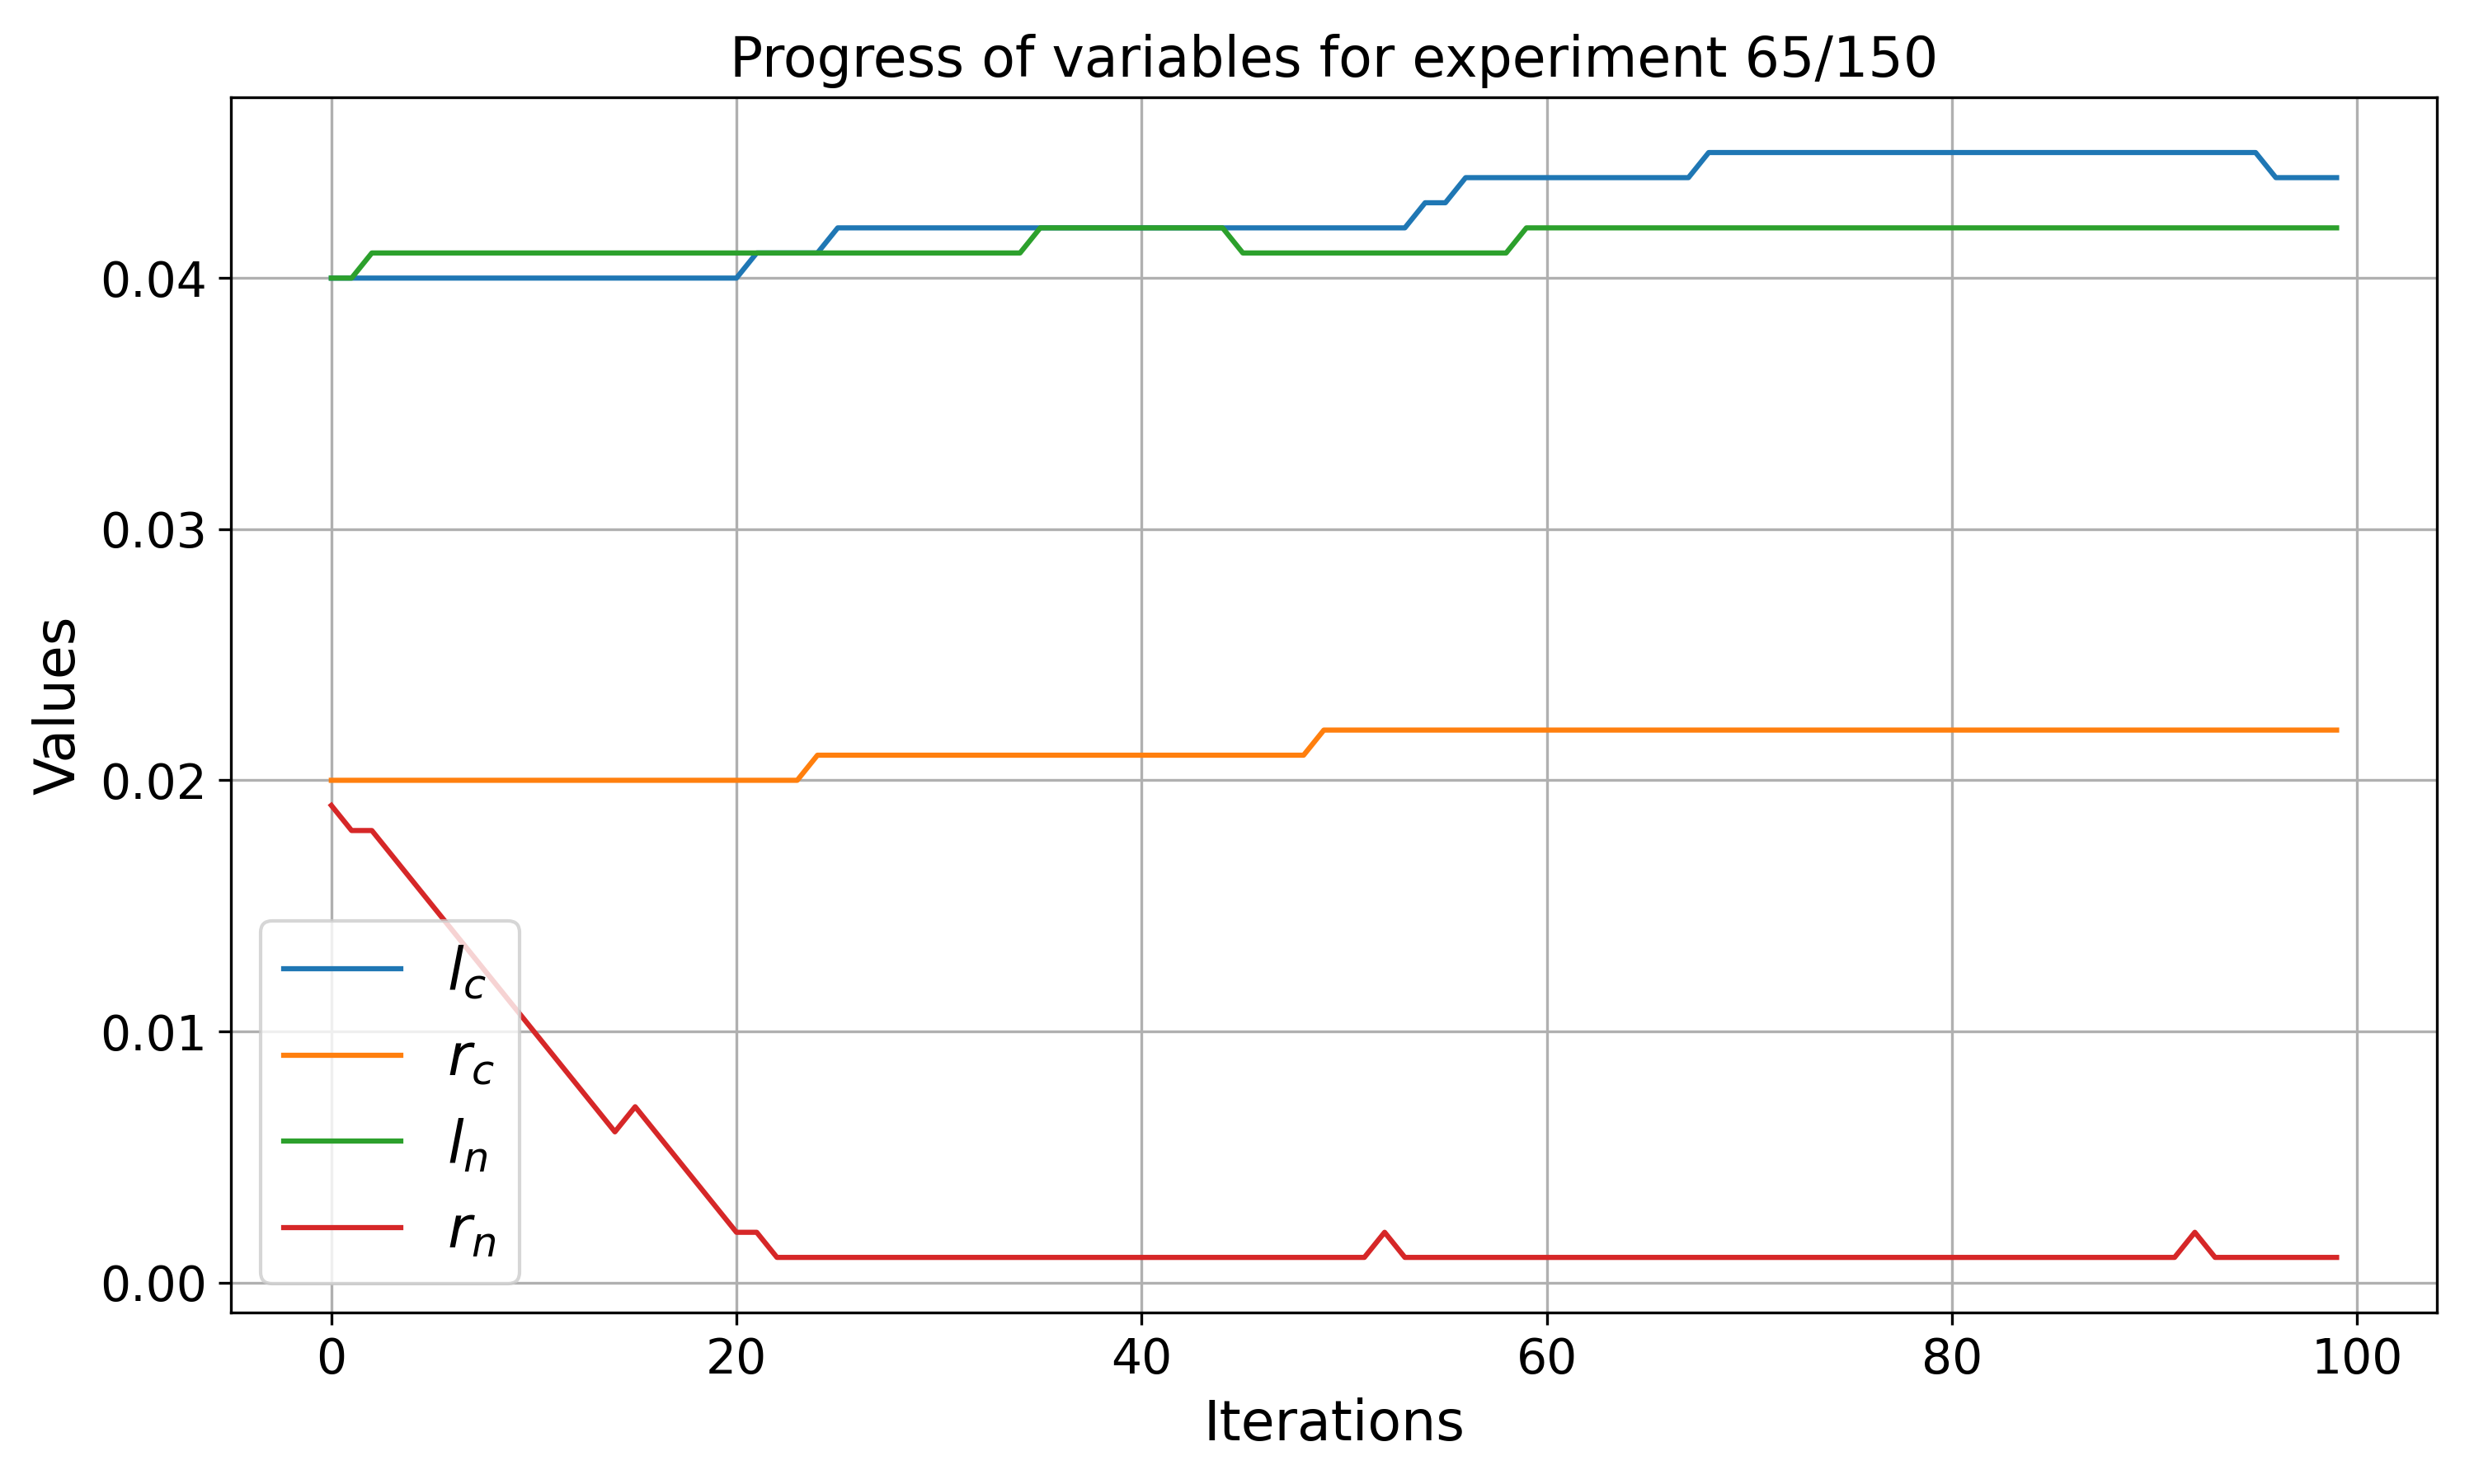 Progress of variables for experiment 65/150
Values
0.04
0.03
0.02
0.01
0.00
l_c
r_c
l_n
r_n
0 20 40 60 80 100
Iterations